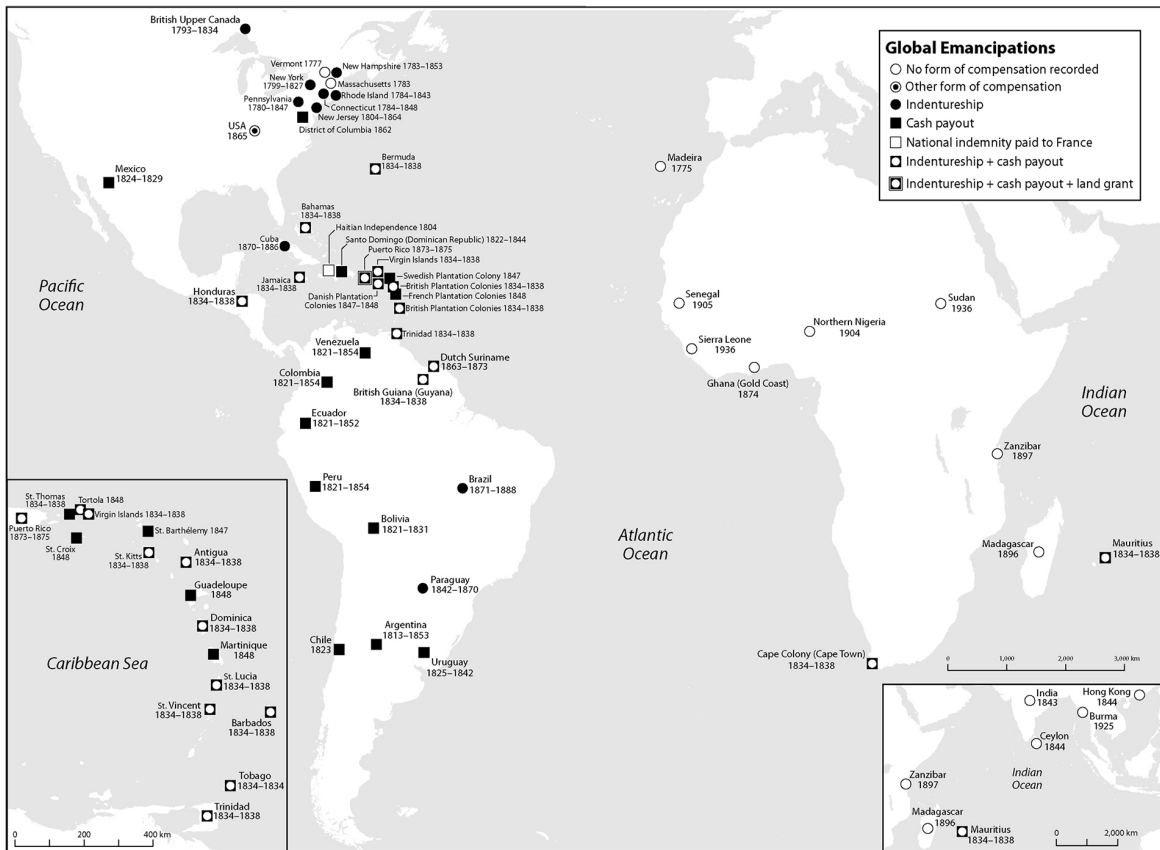 British Upper Canada
1793–1834
Vermont 1777
New Hampshire 1783–1853
New York
1799–1827
Massachusetts 1783
Rhode Island 1784–1843
Pennsylvania
1780–1847
Connecticut 1784–1848
New Jersey 1804–1864
District of Columbia 1862
USA
1865
Mexico
1824–1829
Bermuda
1834–1838
Madeira
1775
Global Emancipations
No form of compensation recorded
Other form of compensation
Indentureship
Cash payout
National indemnity paid to France
Indentureship + cash payout
Indentureship + cash payout + land grant
Bahamas
1834–1838
Haitian Independence 1804
Cuba
1870–1886
Santo Domingo (Dominican Republic) 1822–1844
Puerto Rico 1873–1875
Virgin Islands 1834–1838
Jamaica
1834–1838
Swedish Plantation Colony 1847
British Plantation Colonies 1834–1838
Danish Plantation
Colonies 1847–1848
French Plantation Colonies 1848
British Plantation Colonies 1834–1838
Honduras
1834–1838
Pacific
Ocean
Trinidad 1834–1838
Venezuela
1821–1854
Dutch Suriname
1863–1873
Colombia
1821–1854
British Guiana (Guyana)
1834–1838
Ecuador
1821–1852
Peru
1821–1854
Brazil
1871–1888
Bolivia
1821–1831
Paraguay
1842–1870
Argentina
1813–1853
Chile
1823
Uruguay
1825–1842
Atlantic
Ocean
Senegal
1905
Sudan
1936
Northern Nigeria
1904
Sierra Leone
1936
Ghana (Gold Coast)
1874
Indian
Ocean
Zanzibar
1897
Madagascar
1896
Mauritius
1834–1838
Cape Colony (Cape Town)
1834–1838
0 1,000 2,000 3,000 km
St. Thomas
1834–1838
Tortola 1848
Virgin Islands 1834–1838
Puerto Rico
1873–1875
St. Croix
1848
St. Barthélemy 1847
St. Kitts
1834–1838
Antigua
1834–1838
Guadeloupe
1848
Dominica
1834–1838
Caribbean Sea
Martinique
1848
St. Lucia
1834–1838
St. Vincent
1834–1838
Barbados
1834–1838
Tobago
1834–1834
Trinidad
1834–1838
0 200 400 km
India
1843
Hong Kong
1844
Burma
1925
Ceylon
1844
Indian
Ocean
Zanzibar
1897
Madagascar
1896
Mauritius
1834–1838
0 2,000 km